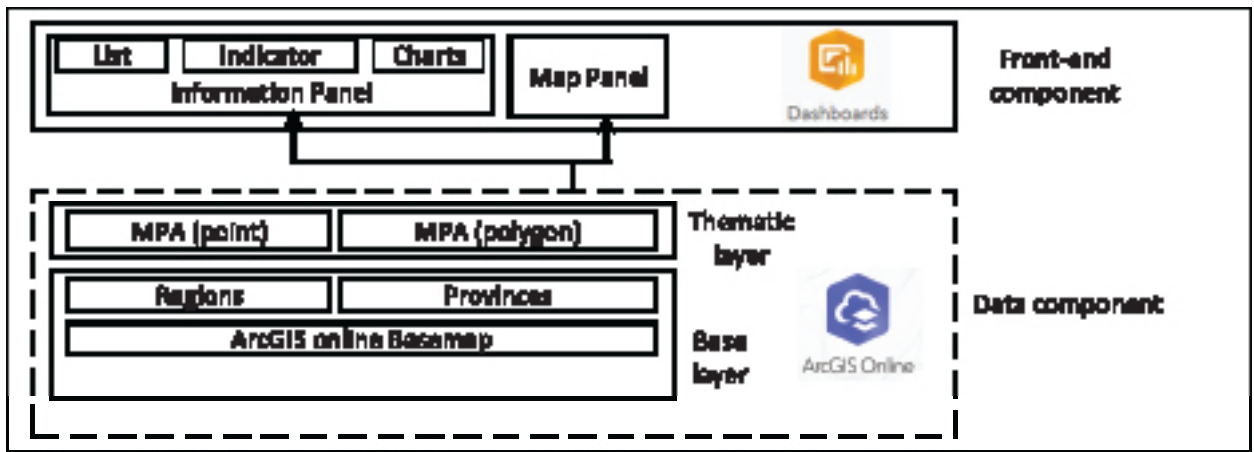 List Indicator Charts
Information Panel
Map Panel
Dashboards
Front-end
component
MPA (point) MPA (polygon)
Thematic
layer
Regions Provinces
ArcGIS online Basemap
Base
layer
ArcGIS Online
Data component